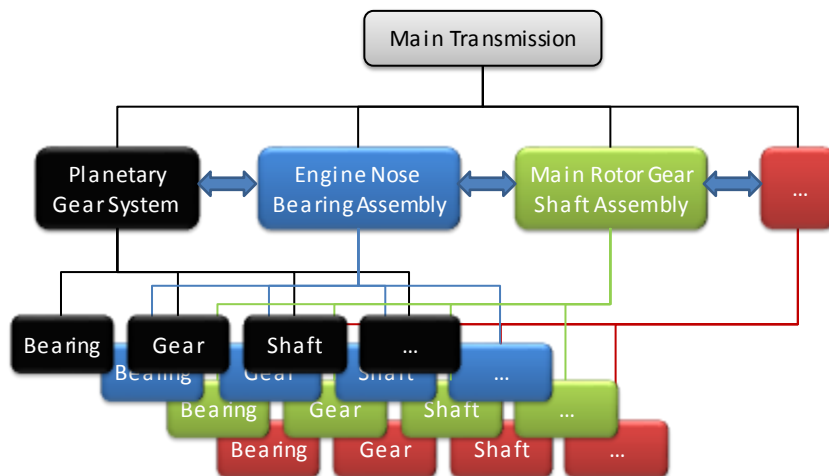 Main Transmission
Planetary
Gear System
Engine Nose
Bearing Assembly
Main Rotor Gear
Shaft Assembly
...
Bearing
Gear
Shaft
...
Bearing
Gear
Shaft
...
Bearing
Gear
Shaft
...
Bearing
Gear
Shaft
...